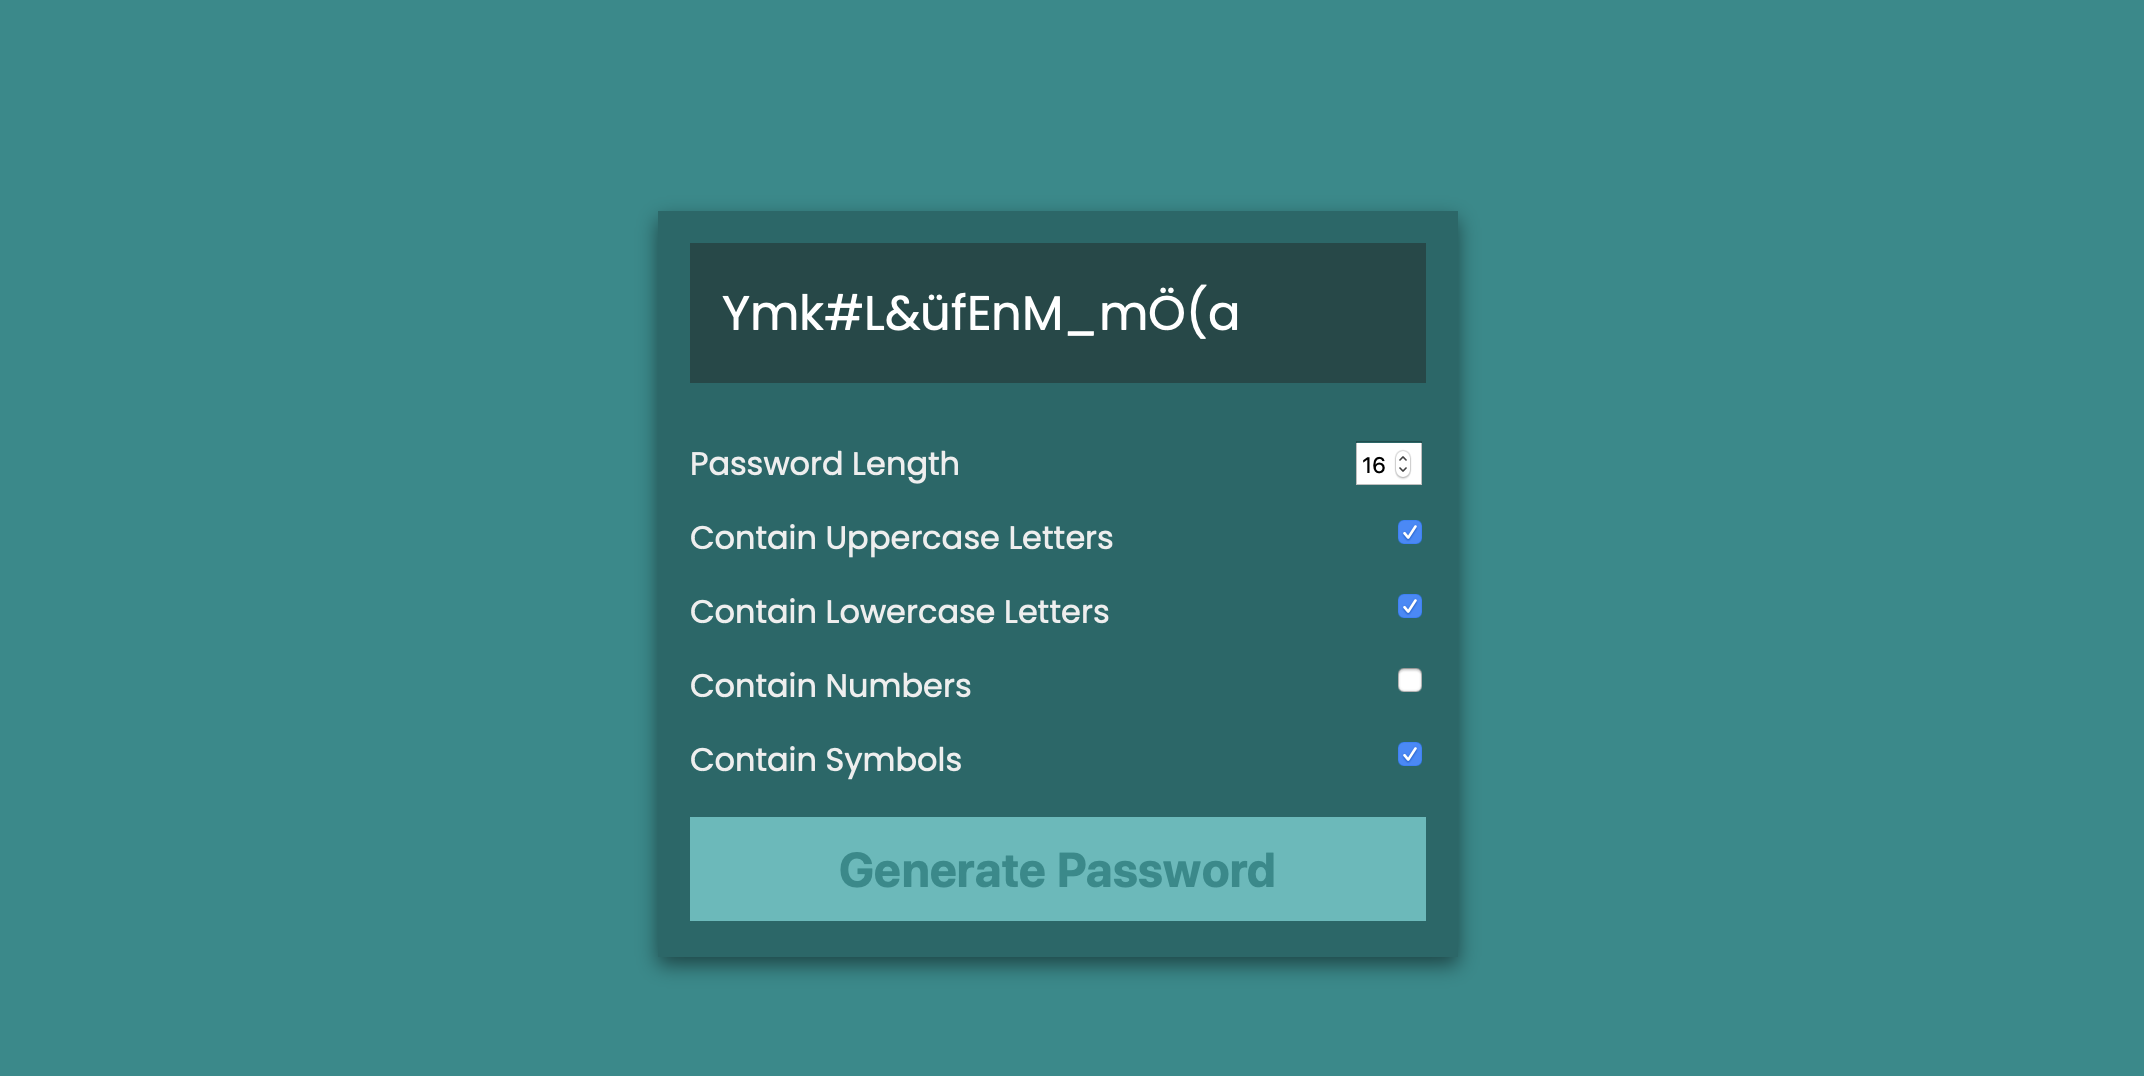 Ymk#L&üfEnM_mÖ(a
Password Length 16
Contain Uppercase Letters
Contain Lowercase Letters
Contain Numbers
Contain Symbols
Generate Password